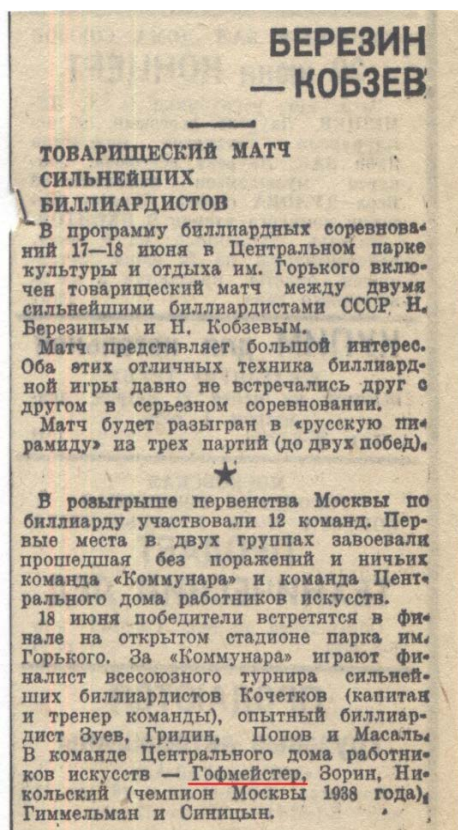 БЕРЕЗИН
— КОБЗЕВ
ТОВАРИЩЕСКИЙ МАТЧ
СИЛЬНЕЙШИХ
БИЛЛИАРДИСТОВ
В программу биллиардных соревнова-
ний 17—18 июня в Центральном парке
культуры и отдыха им. Горького вклю-
чен товарищеский матч между двумя
сильнейшими биллиардистами СССР Н.
Березиным и Н. Кобзевым.
Матч представляет большой интерес.
Оба этих отличных техника биллиард-
ной игры давно не встречались друг с
другом в серьезном соревновании.
Матч будет разыгран в «русскую пи-
рамиду» из трех партий (до двух побед).
★
В розыгрыше первенства Москвы по
биллиарду участвовали 12 команд. Пер-
вые места в двух группах завоевали
прошедшая без поражений и ничьих
команда «Коммунара» и команда Цент-
рального дома работников искусств.
18 июня победители встретятся в фи-
нале на открытом стадионе парка им.
Горького. За «Коммунара» играют фи-
налист всесоюзного турнира сильней-
ших биллиардистов Кочетков (капитан
и тренер команды), опытный биллиар-
дист Зуев, Гридин, Попов и Масаль.
В команде Центрального дома работни-
ков искусств — Гофмейстер, Зорин, Ни-
кольский (чемпион Москвы 1938 года),
Гиммельман и Синицын.